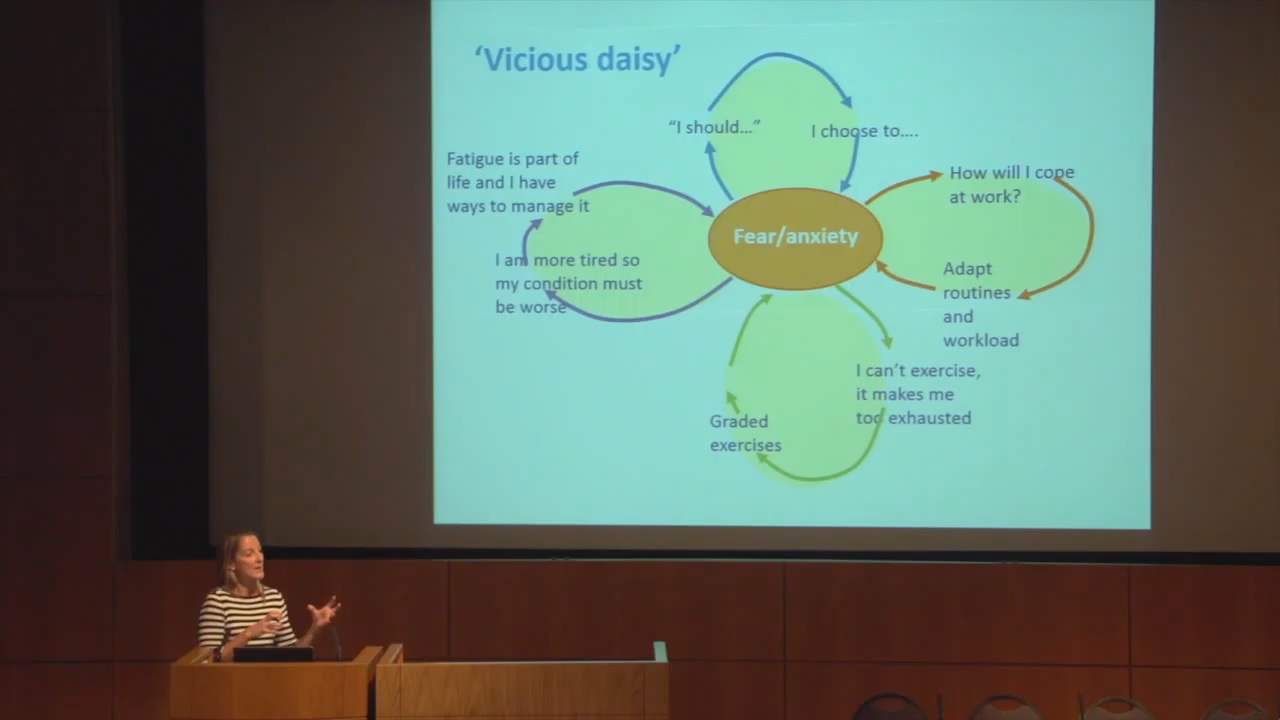 ‘Vicious daisy’
“I should…”
I choose to….
Fatigue is part of
life and I have
ways to manage it
How will I cope
at work?
Fear/anxiety
I am more tired so
my condition must
be worse
Adapt
routines
and
workload
I can’t exercise,
it makes me
too exhausted
Graded
exercises